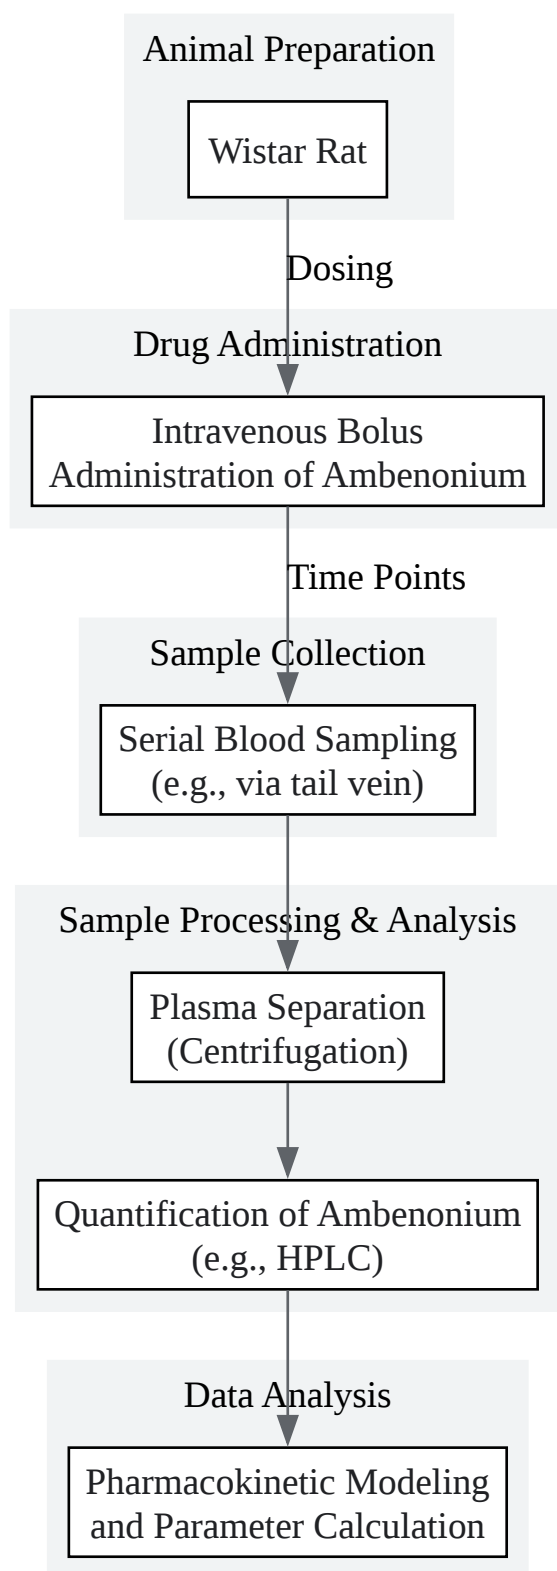 Animal Preparation
Wistar Rat
Dosing
Drug Administration
Intravenous Bolus
Administration of Ambenonium
Time Points
Sample Collection
Serial Blood Sampling
(e.g., via tail vein)
Sample Processing & Analysis
Plasma Separation
(Centrifugation)
Quantification of Ambenonium
(e.g., HPLC)
Data Analysis
Pharmacokinetic Modeling
and Parameter Calculation